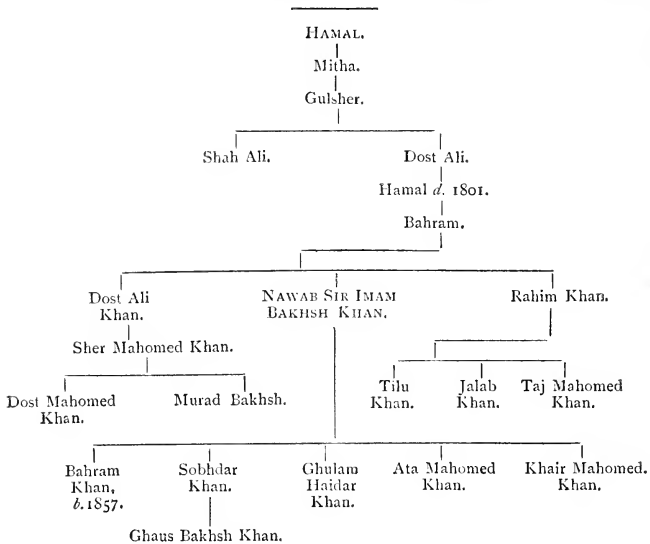 HAMAL.
Mitha.
Gulsher.
Shah Ali. Dost Ali.
Hamal d. 1801.
Bahram.
Dost Ali Khan.
NAWAB SIR IMAM BAKHSH KHAN.
Rahim Khan.
Sher Mahomed Khan.
Dost Mahomed Khan.
Murad Bakhsh.
Tilu Khan.
Jalab Khan.
Taj Mahomed Khan.
Bahram Khan, b. 1857.
Sobhdar Khan.
Ghulam Haidar Khan.
Ata Mahomed Khan.
Khair Mahomed. Khan.
Ghaus Bakhsh Khan.